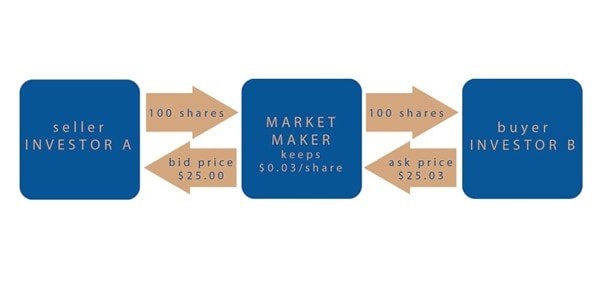 seller
INVESTOR A
100 shares
bid price
$25.00
MARKET
MAKER
keeps
$0.03/share
100 shares
ask price
$25.03
buyer
INVESTOR B